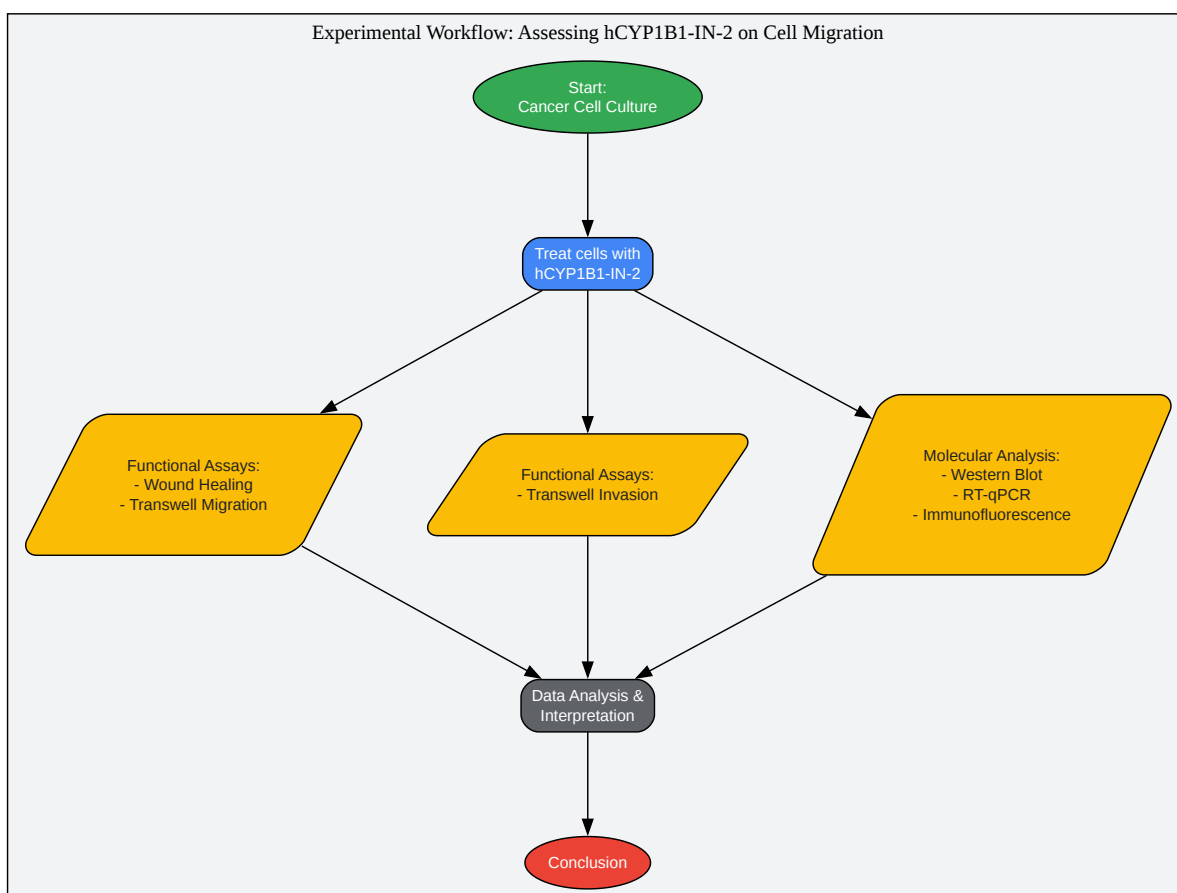 Experimental Workflow: Assessing hCYP1B1-IN-2 on Cell Migration
Start:
Cancer Cell Culture
Treat cells with
hCYP1B1-IN-2
Functional Assays:
- Wound Healing
- Transwell Migration
Functional Assays:
- Transwell Invasion
Molecular Analysis:
- Western Blot
- RT-qPCR
- Immunofluorescence
Data Analysis &
Interpretation
Conclusion